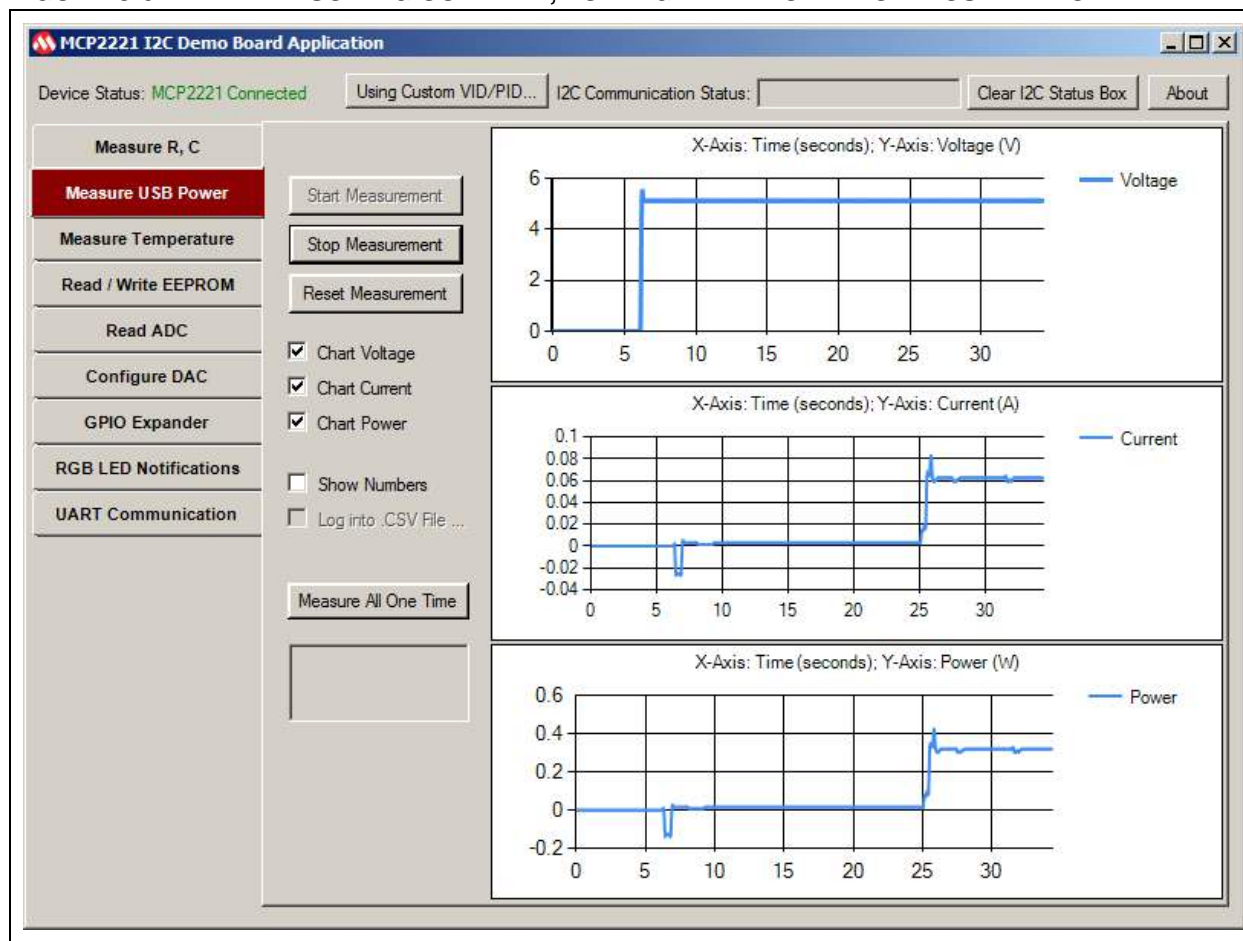 MCP2221 I2C Demo Board Application
Device Status: MCP2221 Connected Using Custom VID/PID... I2C Communication Status: Clear I2C Status Box About
Measure R, C
Measure USB Power
Measure Temperature
Read / Write EEPROM
Read ADC
Configure DAC
GPIO Expander
RGB LED Notifications
UART Communication
Start Measurement
Stop Measurement
Reset Measurement
Chart Voltage
Chart Current
Chart Power
Show Numbers
Log into .CSV File ...
Measure All One Time
X-Axis: Time (seconds); Y-Axis: Voltage (V)
Voltage
6
4
2
0
0 5 10 15 20 25 30
X-Axis: Time (seconds); Y-Axis: Current (A)
Current
0.1
0.08
0.06
0.04
0.02
0
-0.02
-0.04
0 5 10 15 20 25 30
X-Axis: Time (seconds); Y-Axis: Power (W)
Power
0.6
0.4
0.2
0
-0.2
0 5 10 15 20 25 30